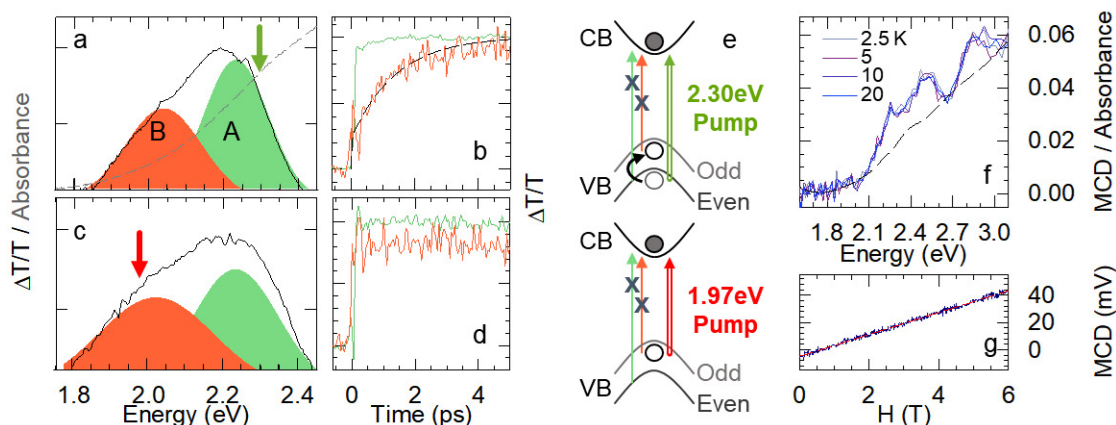 ΔT/T / Absorbance
a
B
A
c
1.8
2.0
2.2
2.4
Energy (eV)
b
d
0
2
4
Time (ps)
ΔT/T
e
CB
X
X
2.30eV
Pump
VB
Odd
Even
CB
X
X
1.97eV
Pump
VB
Odd
Even
2.5 K
5
10
20
f
0.06
0.04
0.02
0.00
MCD / Absorbance
1.8
2.1
2.4
2.7
3.0
Energy (eV)
g
40
20
0
MCD (mV)
0
2
4
6
H (T)